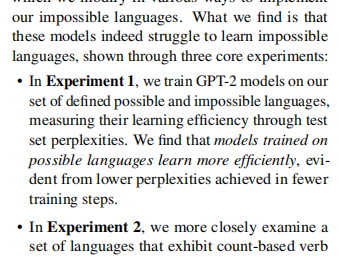 our impossible languages. What we find is that
these models indeed struggle to learn impossible
languages, shown through three core experiments:
• In Experiment 1, we train GPT-2 models on our
set of defined possible and impossible languages,
measuring their learning efficiency through test
set perplexities. We find that models trained on
possible languages learn more efficiently, evi-
dent from lower perplexities achieved in fewer
training steps.
• In Experiment 2, we more closely examine a
set of languages that exhibit count-based verb